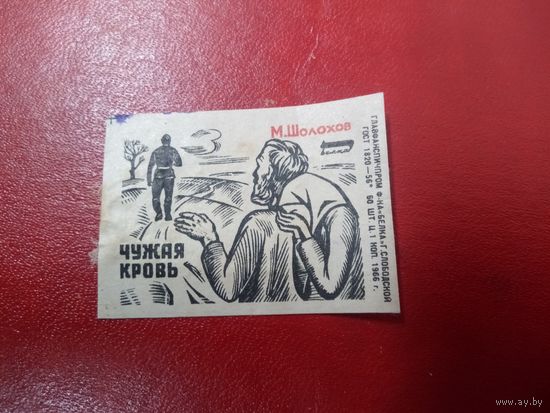 М.Шолохов
ЧУЖАЯ
КРОВЬ
ГЛАВФАНСПИЧПРОМ Ф-КА«БЕЛКА»Г.СЛОБОДСКОЙ
ГОСТ 1820—56* 60 ШТ. Ц.1 КОП. 1966 г.
www.ay.by